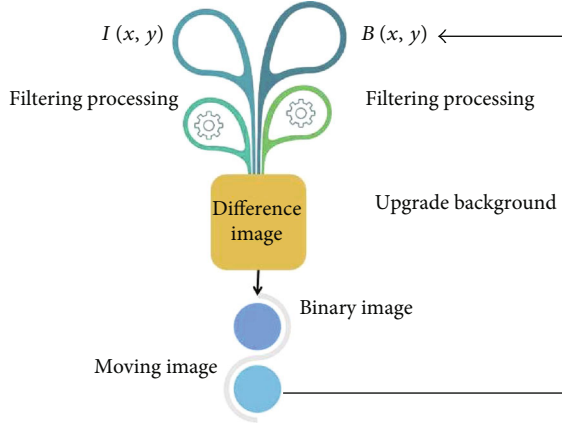 I (x, y)
B (x, y)
Filtering processing
Filtering processing
Difference
image
Upgrade background
Binary image
Moving image